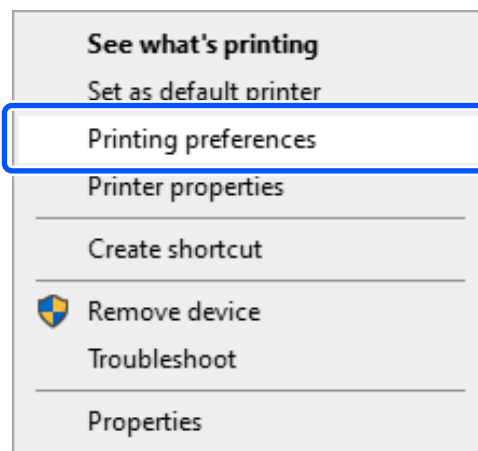 See what's printing
Set as default printer
Printing preferences
Printer properties
Create shortcut
Remove device
Troubleshoot
Properties